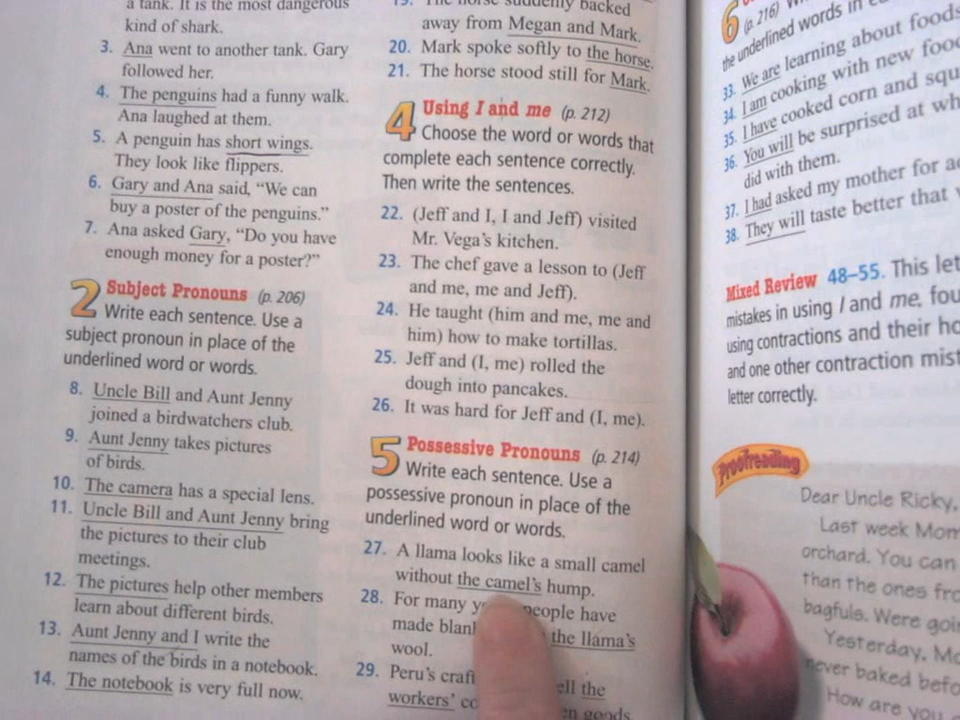 a tank. It is the most dangerous
kind of shark.
3. Ana went to another tank. Gary
followed her.
4. The penguins had a funny walk.
Ana laughed at them.
5. A penguin has short wings.
They look like flippers.
6. Gary and Ana said, “We can
buy a poster of the penguins.”
7. Ana asked Gary, “Do you have
enough money for a poster?”
2 Subject Pronouns (p. 206)
Write each sentence. Use a
subject pronoun in place of the
underlined word or words.
8. Uncle Bill and Aunt Jenny
joined a birdwatchers club.
9. Aunt Jenny takes pictures
of birds.
10. The camera has a special lens.
11. Uncle Bill and Aunt Jenny bring
the pictures to their club
meetings.
12. The pictures help other members
learn about different birds.
13. Aunt Jenny and I write the
names of the birds in a notebook.
14. The notebook is very full now.
19. The horse suddenly backed
away from Megan and Mark.
20. Mark spoke softly to the horse.
21. The horse stood still for Mark.
4 Using I and me (p. 212)
Choose the word or words that
complete each sentence correctly.
Then write the sentences.
22. (Jeff and I, I and Jeff) visited
Mr. Vega’s kitchen.
23. The chef gave a lesson to (Jeff
and me, me and Jeff).
24. He taught (him and me, me and
him) how to make tortillas.
25. Jeff and (I, me) rolled the
dough into pancakes.
26. It was hard for Jeff and (I, me).
5 Possessive Pronouns (p. 214)
Write each sentence. Use a
possessive pronoun in place of the
underlined word or words.
27. A llama looks like a small camel
without the camel’s hump.
28. For many people have
made the llama’s
wool.
29. Peru’s the
workers’ goods.
6 (p. 216)
the underlined words in
33. We are learning about foods
34. I am cooking with new
35. I have cooked corn and
36. You will be surprised at
did with them.
37. I had asked my mother for
38. They will taste better that
Mixed Review 48–55. This
mistakes in using I and me,
using contractions and their
and one other contraction
letter correctly.
Proofreading
Dear Uncle Ricky,
Last week Mom
orchard. You can
than the ones
bagfuls. Were
Yesterday,
never baked
How are you